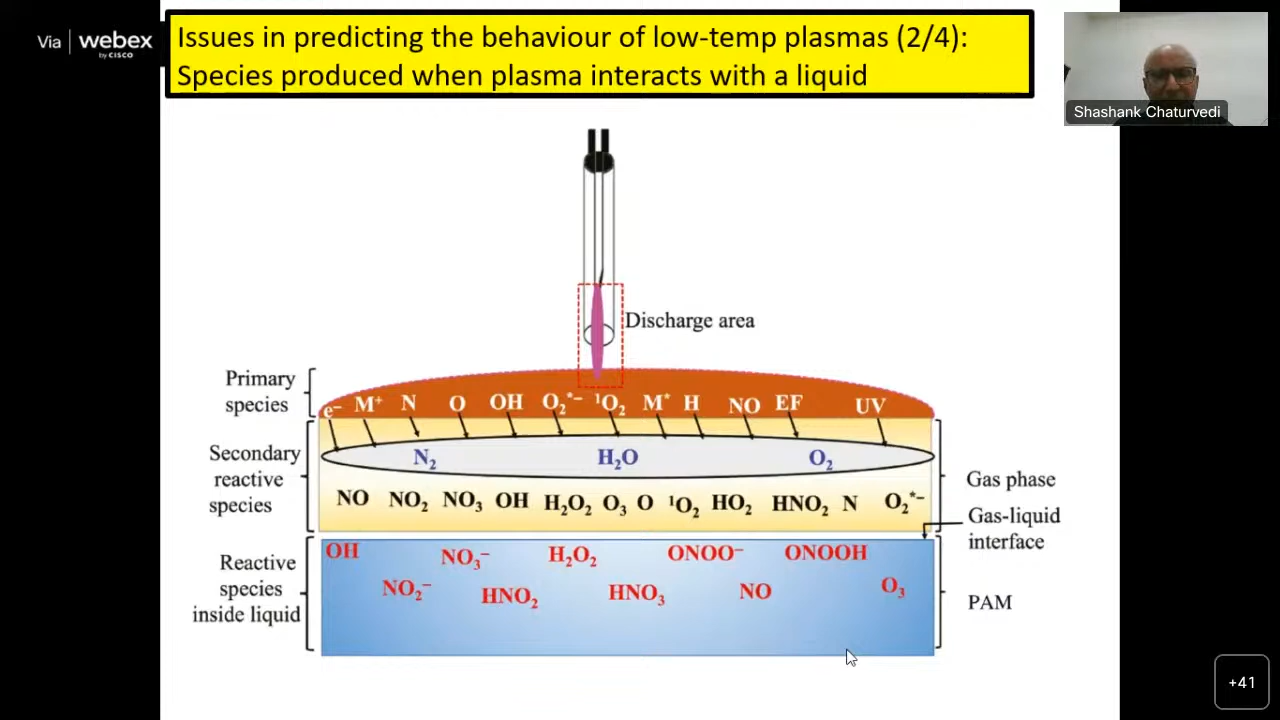 Via | webex
by CISCO
Issues in predicting the behaviour of low-temp plasmas (2/4):
Species produced when plasma interacts with a liquid
Shashank Chaturvedi
Discharge area
Primary
species
e⁻ M⁺ N O OH O₂*⁻ ¹O₂ M* H NO EF UV
Secondary
reactive
species
N₂ H₂O O₂
NO NO₂ NO₃ OH H₂O₂ O₃ O ¹O₂ HO₂ HNO₂ N O₂*⁻
Gas phase
Gas-liquid
interface
Reactive
species
inside liquid
OH NO₃⁻ H₂O₂ ONOO⁻ ONOOH
NO₂⁻ HNO₂ HNO₃ NO O₃
PAM
+41